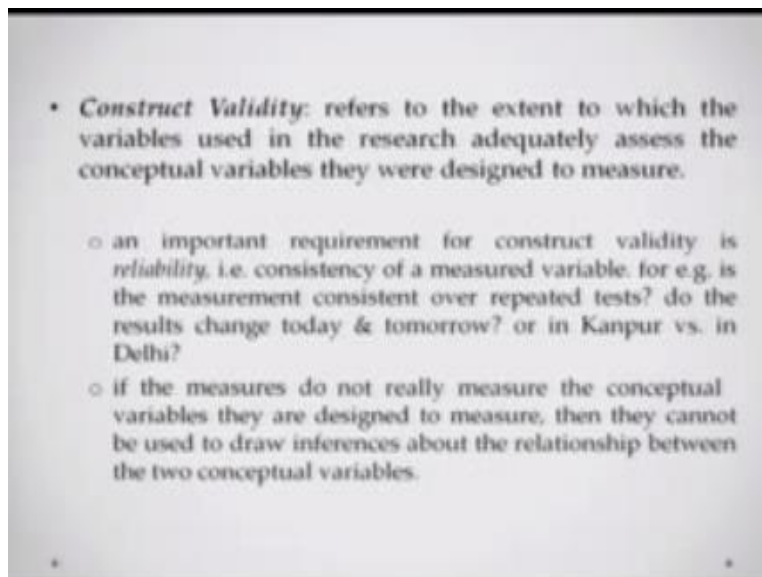 • Construct Validity: refers to the extent to which the
variables used in the research adequately assess the
conceptual variables they were designed to measure.
o an important requirement for construct validity is
reliability, i.e. consistency of a measured variable. for e.g. is
the measurement consistent over repeated tests? do the
results change today & tomorrow? or in Kanpur vs. in
Delhi?
o if the measures do not really measure the conceptual
variables they are designed to measure, then they cannot
be used to draw inferences about the relationship between
the two conceptual variables.